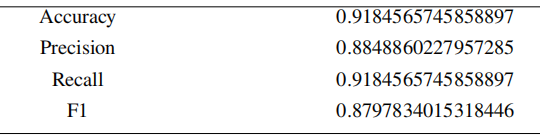 Accuracy 0.9184565745858897
Precision 0.8848860227957285
Recall 0.9184565745858897
F1 0.8797834015318446